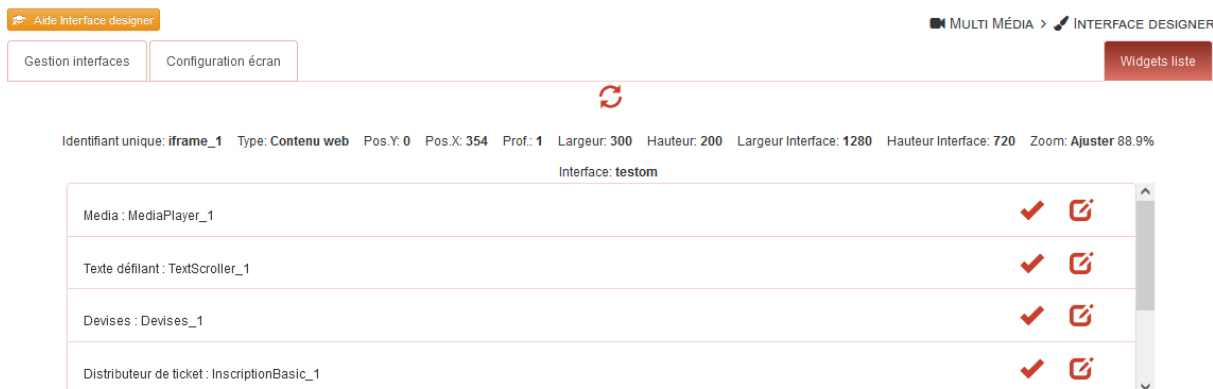 Aide Interface designer
MULTI MÉDIA > INTERFACE DESIGNER
Gestion interfaces
Configuration écran
Widgets liste
Identifiant unique: iframe_1 Type: Contenu web Pos.Y: 0 Pos.X: 354 Prof.: 1 Largeur: 300 Hauteur: 200 Largeur Interface: 1280 Hauteur Interface: 720 Zoom: Ajuster 88.9%
Interface: testom
Media : MediaPlayer_1
Texte défilant : TextScroller_1
Devises : Devises_1
Distributeur de ticket : InscriptionBasic_1